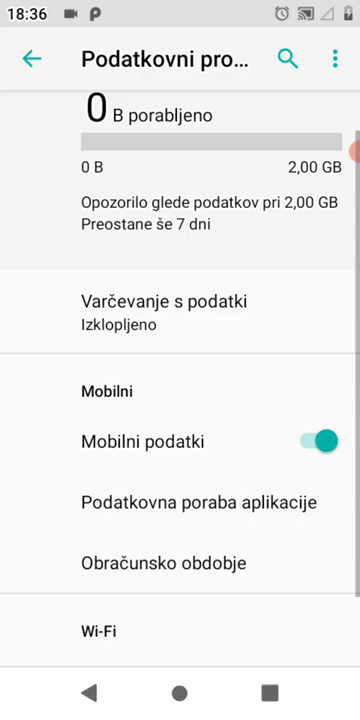 18:36
Podatkovni pro...
0 B porabljeno
0 B 2,00 GB
Opozorilo glede podatkov pri 2,00 GB
Preostane še 7 dni
Varčevanje s podatki
Izklopljeno
Mobilni
Mobilni podatki
Podatkovna poraba aplikacije
Obračunsko obdobje
Wi-Fi